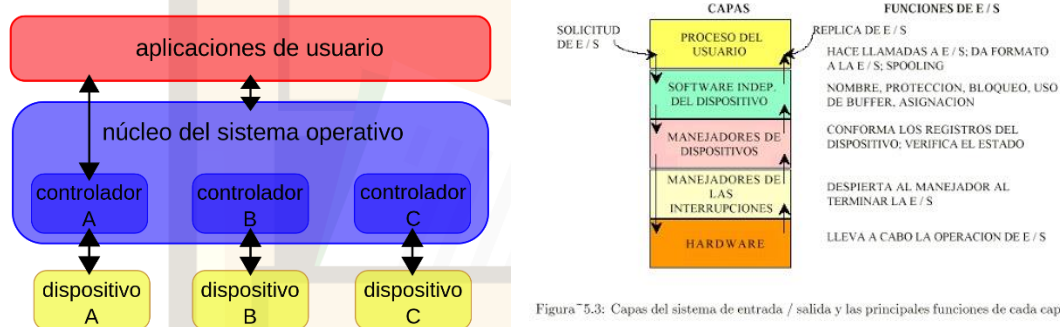 aplicaciones de usuario
núcleo del sistema operativo
controlador
A
controlador
B
controlador
C
dispositivo
A
dispositivo
B
dispositivo
C
CAPAS
FUNCIONES DE E / S
SOLICITUD
DE E / S
PROCESO DEL
USUARIO
REPLICA DE E / S
HACE LLAMADAS A E / S; DA FORMATO
A LA E / S; SPOOLING
SOFTWARE INDEP.
DEL DISPOSITIVO
NOMBRE, PROTECCION, BLOQUEO, USO
DE BUFFER, ASIGNACION
MANEJADORES DE
DISPOSITIVOS
CONFORMA LOS REGISTROS DEL
DISPOSITIVO; VERIFICA EL ESTADO
MANEJADORES DE
LAS
INTERRUPCIONES
DESPIERTA AL MANEJADOR AL
TERMINAR LA E / S
HARDWARE
LLEVA A CABO LA OPERACION DE E / S
Figura¯5.3: Capas del sistema de entrada / salida y las principales funciones de cada cap